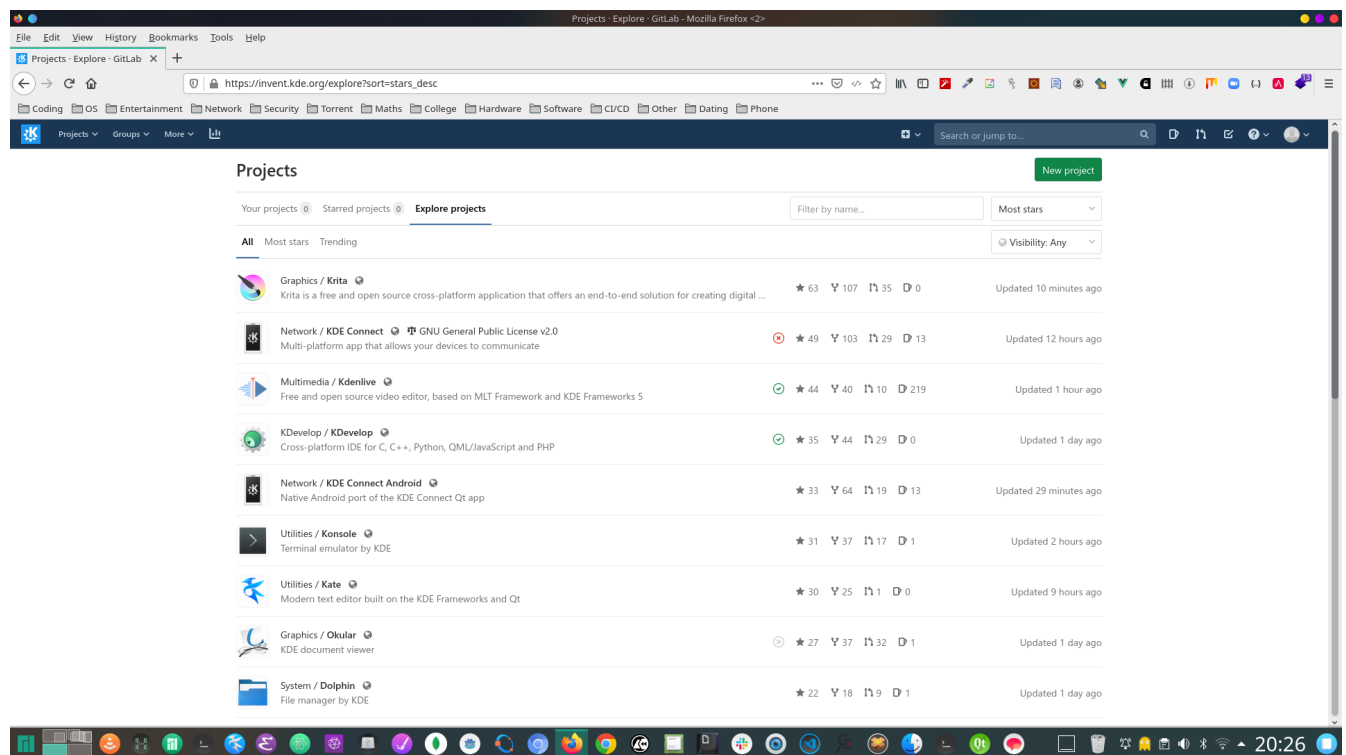 Projects · Explore · GitLab - Mozilla Firefox <2>
File Edit View History Bookmarks Tools Help
Projects · Explore · GitLab
https://invent.kde.org/explore?sort=stars_desc
13
Coding OS Entertainment Network Security Torrent Maths College Hardware Software CI/CD Other Dating Phone
Projects Groups More Search or jump to...
Projects New project
Your projects 0 Starred projects 0 Explore projects Filter by name... Most stars
All Most stars Trending Visibility: Any
Graphics / Krita
Krita is a free and open source cross-platform application that offers an end-to-end solution for creating digital ... 63 107 35 0 Updated 10 minutes ago
Network / KDE Connect GNU General Public License v2.0
Multi-platform app that allows your devices to communicate 49 103 29 13 Updated 12 hours ago
Multimedia / Kdenlive
Free and open source video editor, based on MLT Framework and KDE Frameworks 5 44 40 10 219 Updated 1 hour ago
KDevelop / KDevelop
Cross-platform IDE for C, C++, Python, QML/JavaScript and PHP 35 44 29 0 Updated 1 day ago
Network / KDE Connect Android
Native Android port of the KDE Connect Qt app 33 64 19 13 Updated 29 minutes ago
Utilities / Konsole
Terminal emulator by KDE 31 37 17 1 Updated 2 hours ago
Utilities / Kate
Modern text editor built on the KDE Frameworks and Qt 30 25 1 0 Updated 9 hours ago
Graphics / Okular
KDE document viewer 27 37 32 1 Updated 1 day ago
System / Dolphin
File manager by KDE 22 18 9 1 Updated 1 day ago
20:26